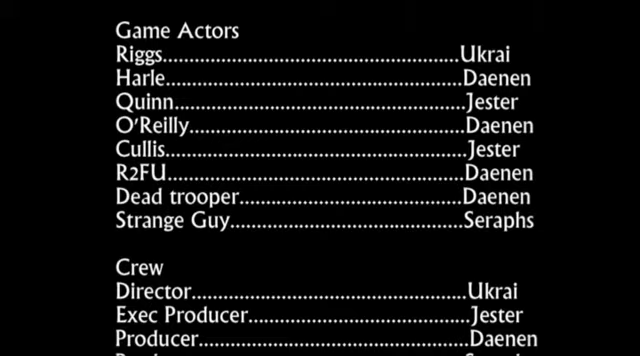 Game Actors
Riggs..................................................Ukrai
Harle..................................................Daenen
Quinn.................................................Jester
O'Reilly..............................................Daenen
Cullis..................................................Jester
R2FU..................................................Daenen
Dead trooper.....................................Daenen
Strange Guy.......................................Seraphs
Crew
Director..............................................Ukrai
Exec Producer....................................Jester
Producer............................................Daenen